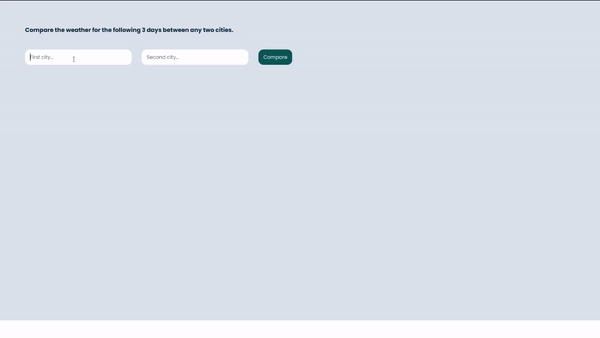 Compare the weather for the following 3 days between any two cities.
First city...
Second city...
Compare